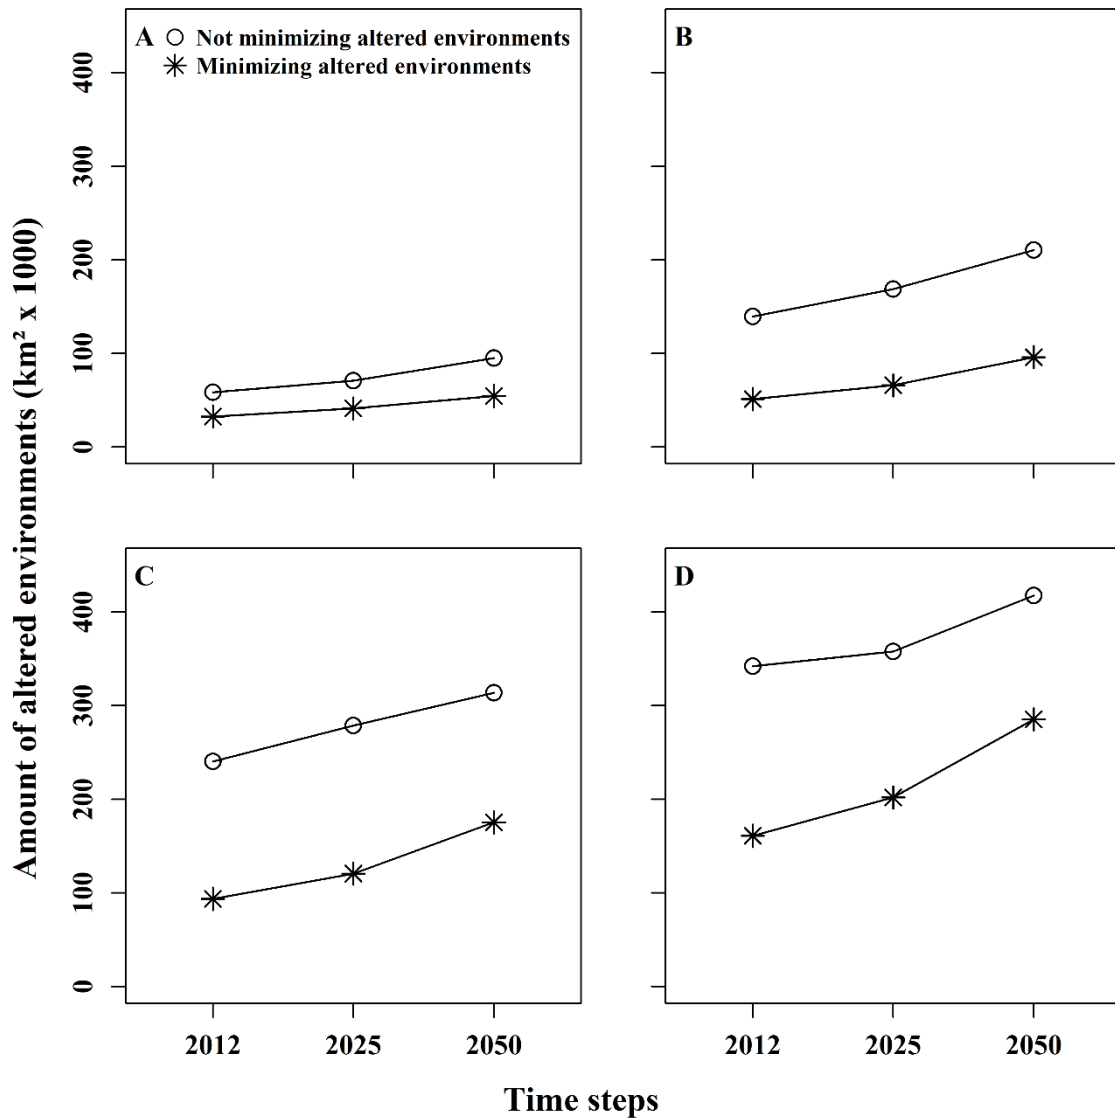 Amount of altered environments (km² x 1000)
A
Not minimizing altered environments
Minimizing altered environments
400
300
200
100
0
B
C
400
300
200
100
0
D
2012 2025 2050
2012 2025 2050
Time steps